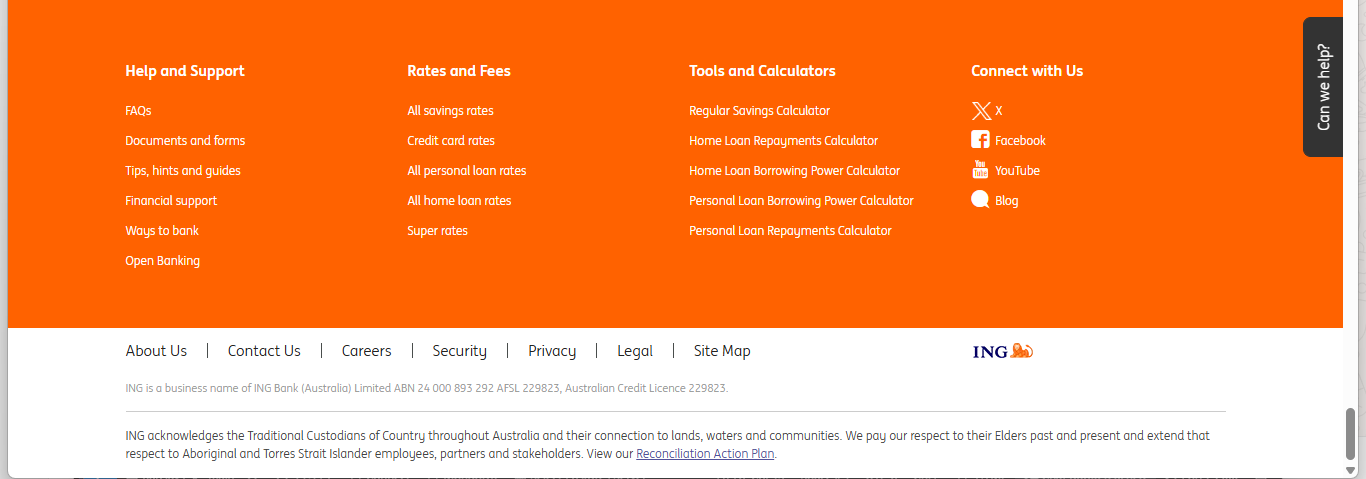 Can we help?
Help and Support
FAQs
Documents and forms
Tips, hints and guides
Financial support
Ways to bank
Open Banking
Rates and Fees
All savings rates
Credit card rates
All personal loan rates
All home loan rates
Super rates
Tools and Calculators
Regular Savings Calculator
Home Loan Repayments Calculator
Home Loan Borrowing Power Calculator
Personal Loan Borrowing Power Calculator
Personal Loan Repayments Calculator
Connect with Us
X
Facebook
You Tube YouTube
Blog
About Us | Contact Us | Careers | Security | Privacy | Legal | Site Map
ING
ING is a business name of ING Bank (Australia) Limited ABN 24 000 893 292 AFSL 229823, Australian Credit Licence 229823.
ING acknowledges the Traditional Custodians of Country throughout Australia and their connection to lands, waters and communities. We pay our respect to their Elders past and present and extend that
respect to Aboriginal and Torres Strait Islander employees, partners and stakeholders. View our Reconciliation Action Plan.